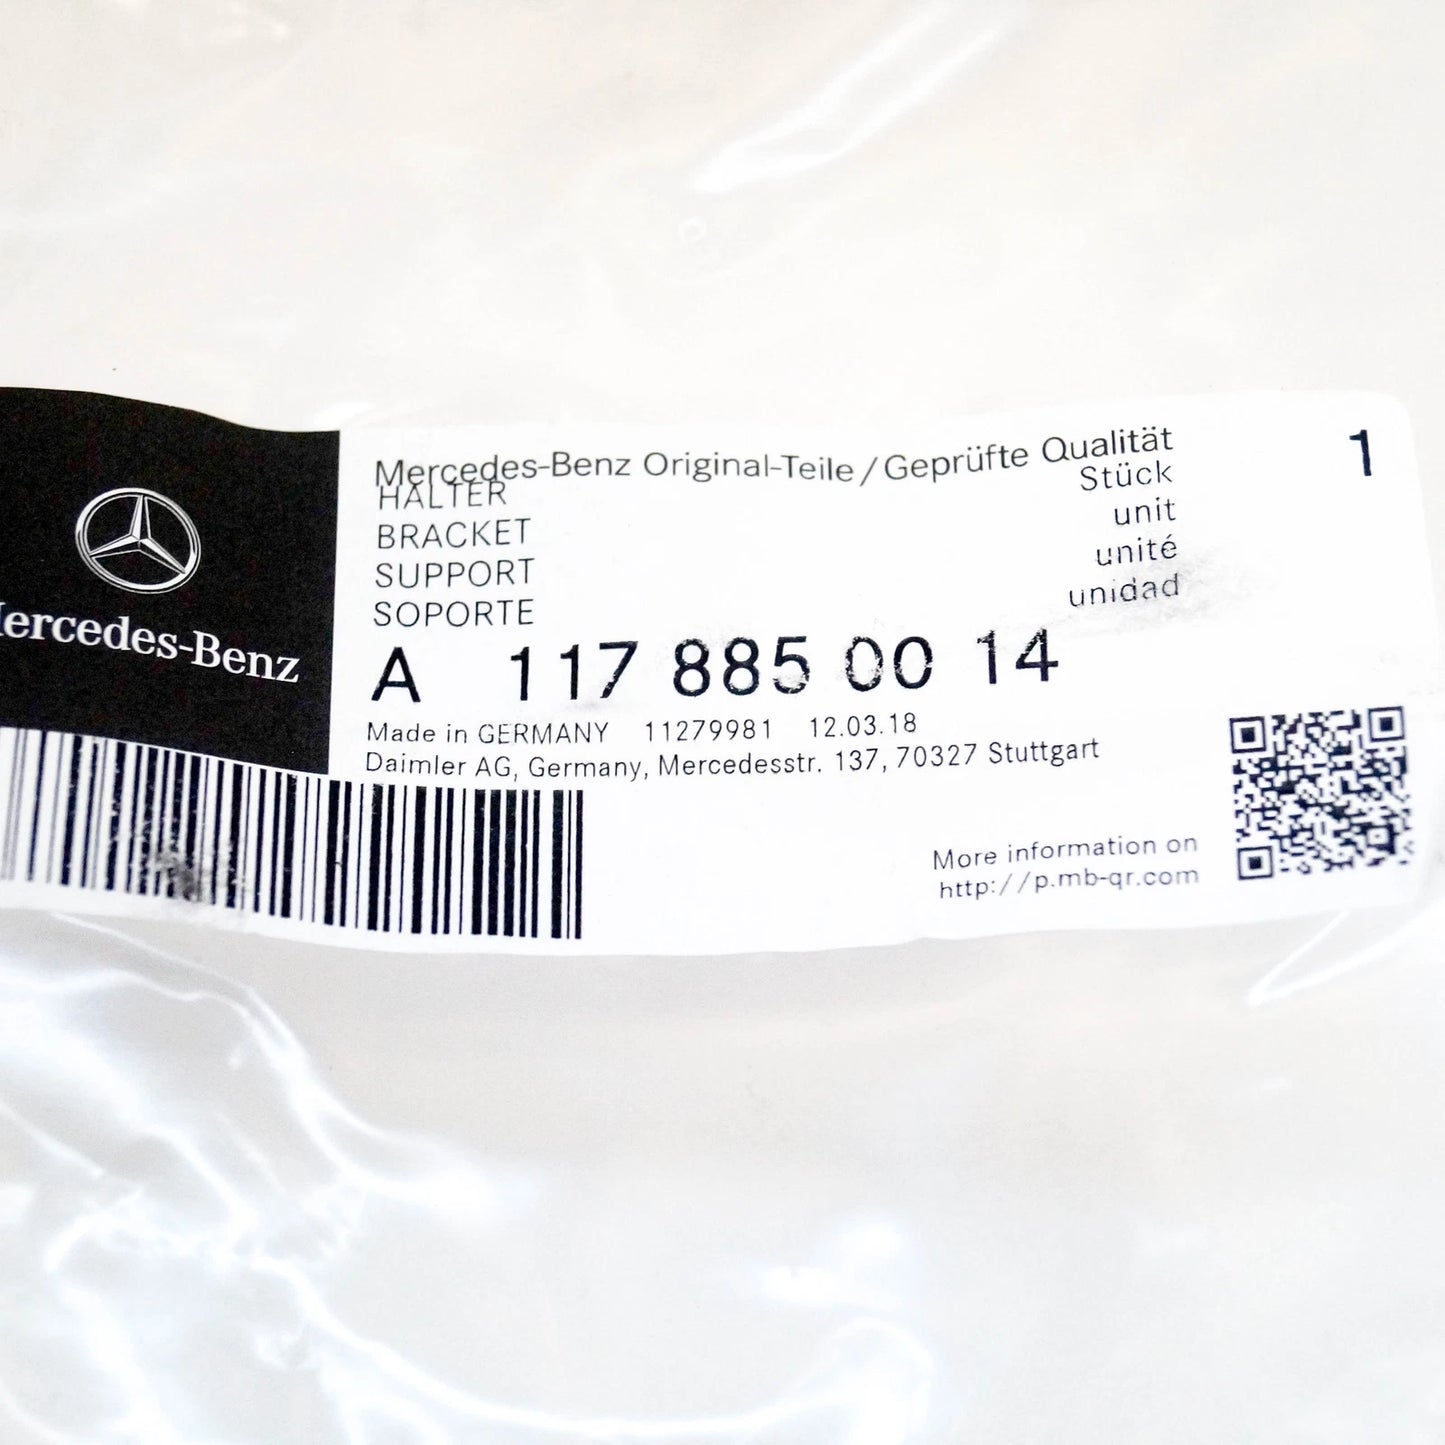 Mercedes-Benz
Mercedes-Benz Original-Teile / Geprüfte Qualität
HALTER
BRACKET
SUPPORT
SOPORTE
Stück
unit
unité
unidad
1
A 117 885 00 14
Made in GERMANY 11279981 12.03.18
Daimler AG, Germany, Mercedesstr. 137, 70327 Stuttgart
More information on
http://p.mb-qr.com